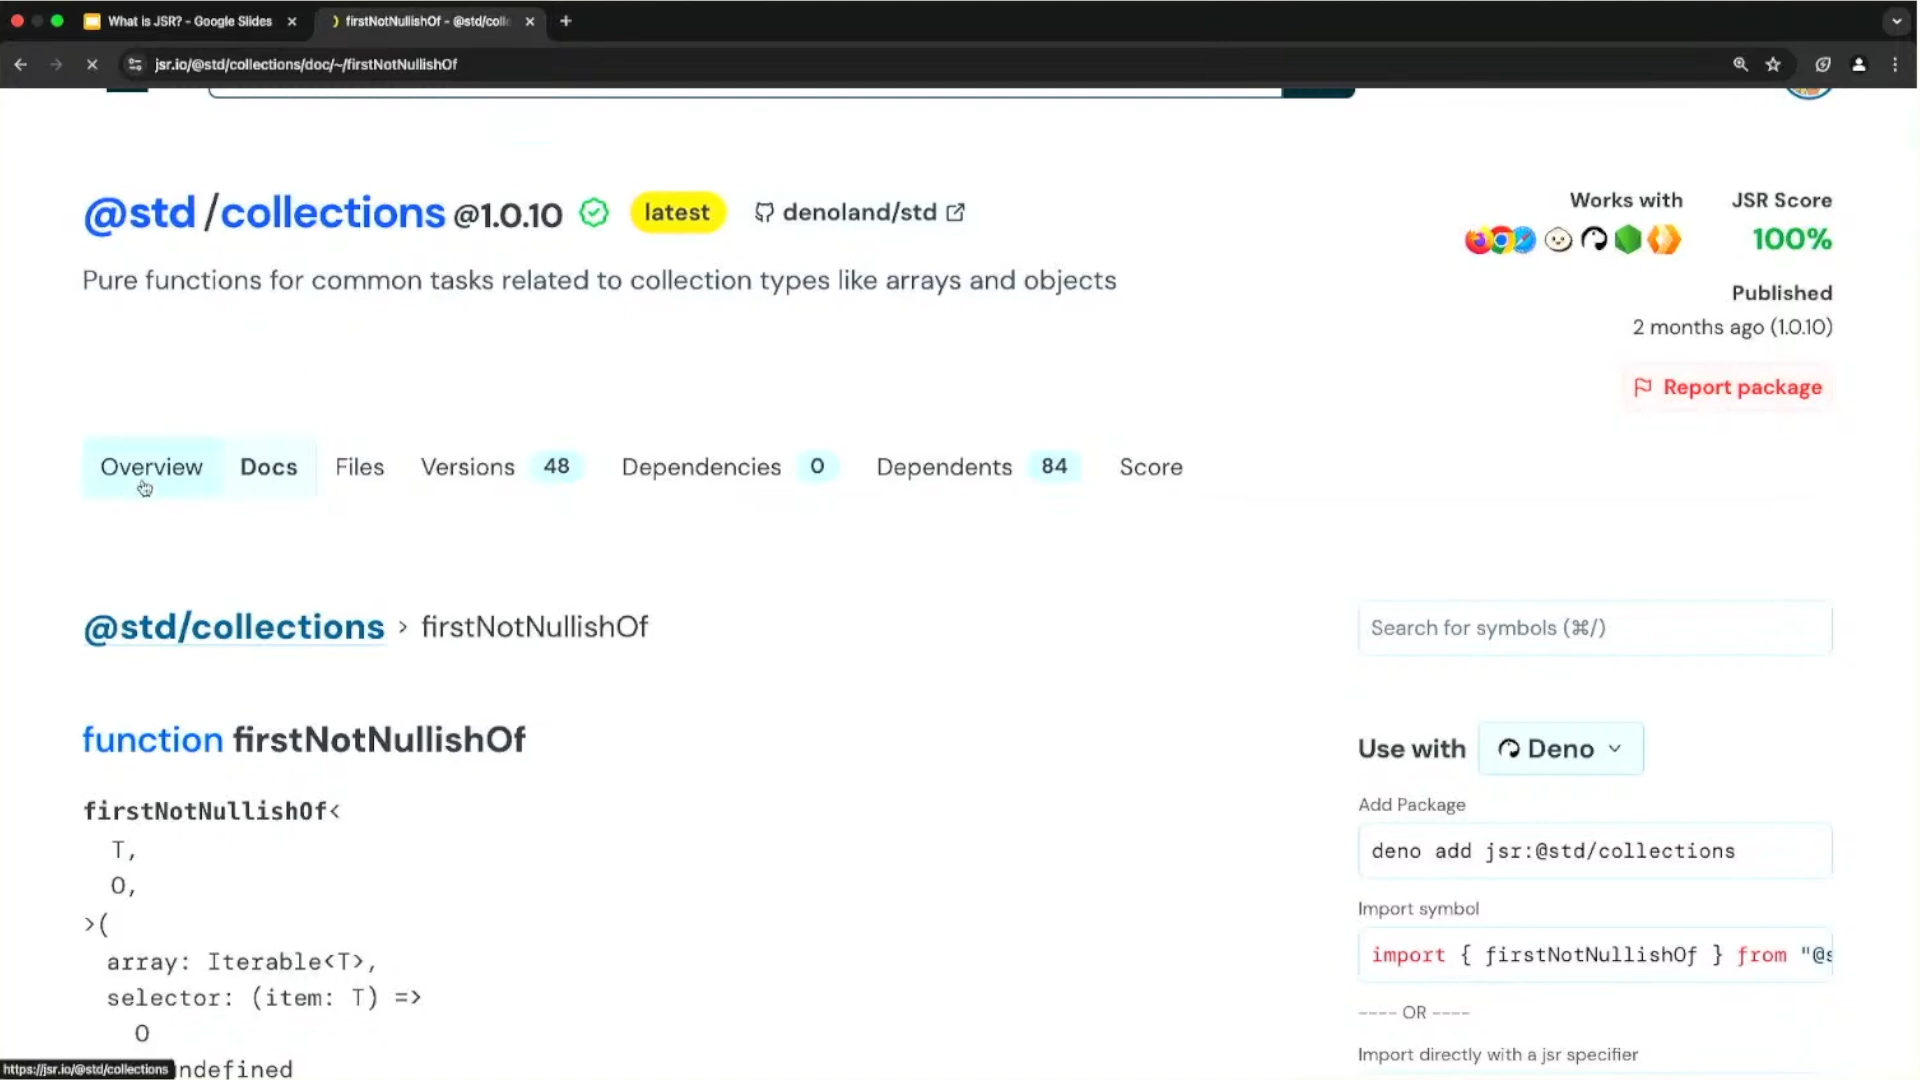 What is JSR? - Google Slides
firstNotNullishOf - @std/coll
jsr.io/@std/collections/doc/~/firstNotNullishOf
@std/collections @1.0.10 latest denoland/std
Works with
JSR Score
100%
Pure functions for common tasks related to collection types like arrays and objects
Published
2 months ago (1.0.10)
Report package
Overview Docs Files Versions 48 Dependencies 0 Dependents 84 Score
@std/collections › firstNotNullishOf
Search for symbols (⌘/)
function firstNotNullishOf
Use with Deno
firstNotNullishOf<
T,
O,
>(
array: Iterable<T>,
selector: (item: T) =>
O
ndefined
Add Package
deno add jsr:@std/collections
Import symbol
import { firstNotNullishOf } from "@s
---- OR ----
Import directly with a jsr specifier
https://jsr.io/@std/collections